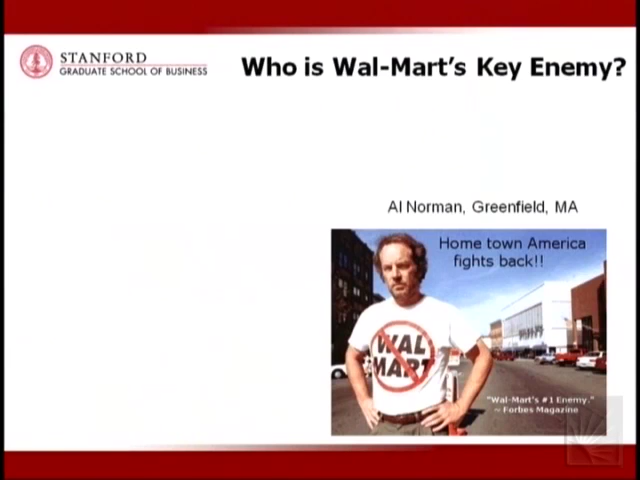 STANFORD
GRADUATE SCHOOL OF BUSINESS
Who is Wal-Mart's Key Enemy?
Al Norman, Greenfield, MA
Home town America
fights back!!
WAL
MART
"Wal-Mart's #1 Enemy."
~ Forbes Magazine